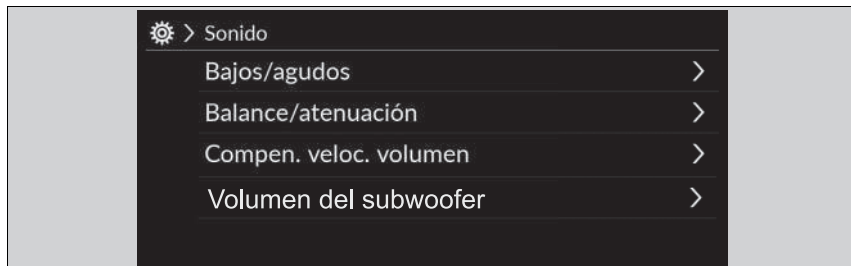 Sonido
Bajos/agudos
Balance/atenuación
Compen. veloc. volumen
Volumen del subwoofer